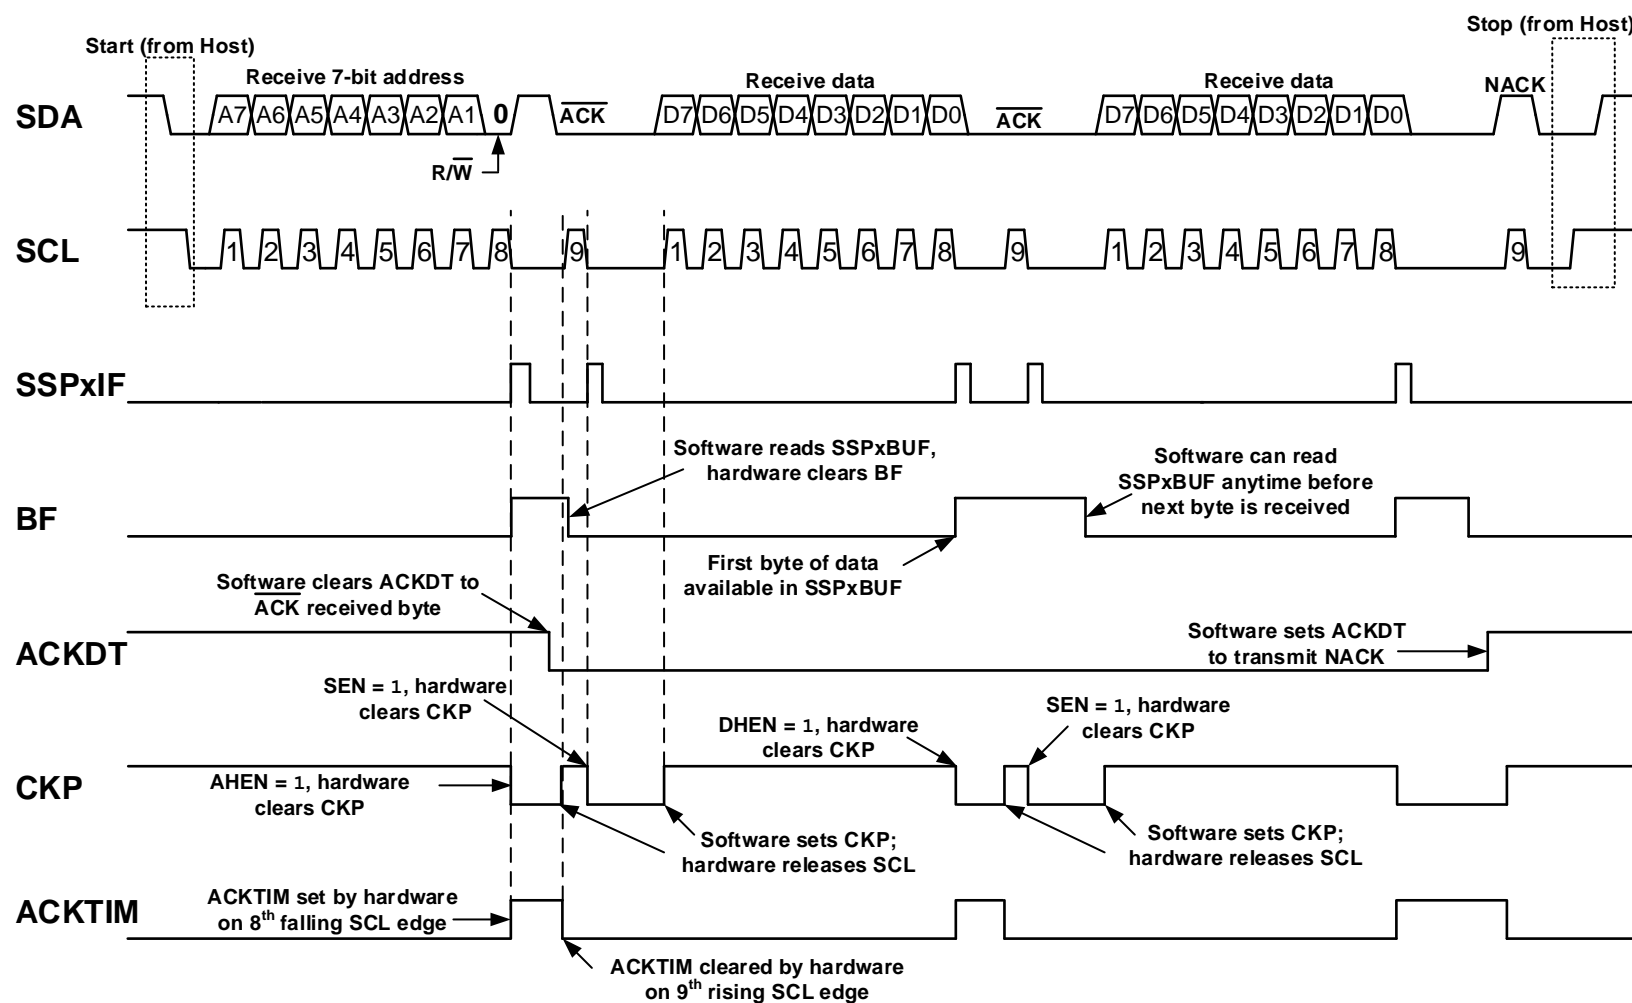 Start (from Host)
Stop (from Host)
Receive 7-bit address
Receive data
Receive data
NACK
SDA
A7 A6 A5 A4 A3 A2 A1 0
ACK
D7 D6 D5 D4 D3 D2 D1 D0
ACK
D7 D6 D5 D4 D3 D2 D1 D0
R/W
SCL
1 2 3 4 5 6 7 8 9
1 2 3 4 5 6 7 8 9
1 2 3 4 5 6 7 8 9
SSPxIF
Software reads SSPxBUF,
hardware clears BF
Software can read
SSPxBUF anytime before
next byte is received
BF
First byte of data
available in SSPxBUF
Software clears ACKDT to
ACK received byte
ACKDT
Software sets ACKDT
to transmit NACK
SEN = 1, hardware
clears CKP
DHEN = 1, hardware
clears CKP
SEN = 1, hardware
clears CKP
CKP
AHEN = 1, hardware
clears CKP
Software sets CKP;
hardware releases SCL
Software sets CKP;
hardware releases SCL
ACKTIM
ACKTIM set by hardware
on 8th falling SCL edge
ACKTIM cleared by hardware
on 9th rising SCL edge